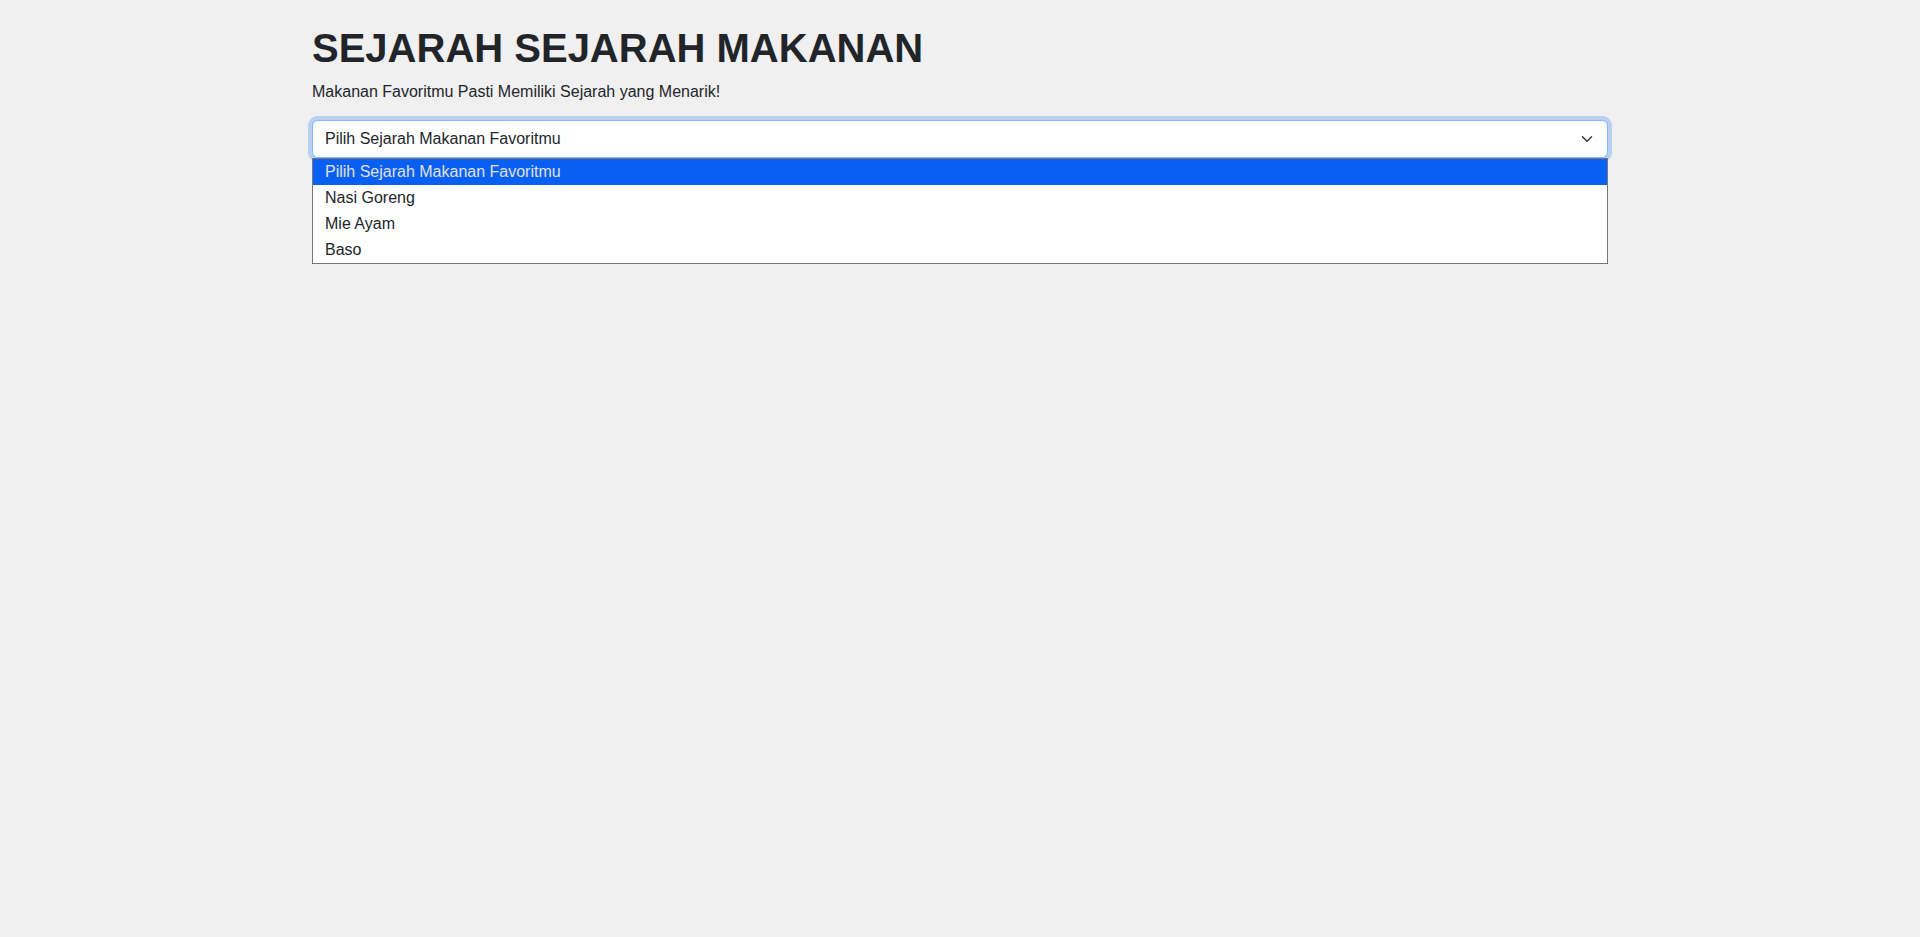 SEJARAH SEJARAH MAKANAN
Makanan Favoritmu Pasti Memiliki Sejarah yang Menarik!
Pilih Sejarah Makanan Favoritmu
Pilih Sejarah Makanan Favoritmu
Nasi Goreng
Mie Ayam
Baso